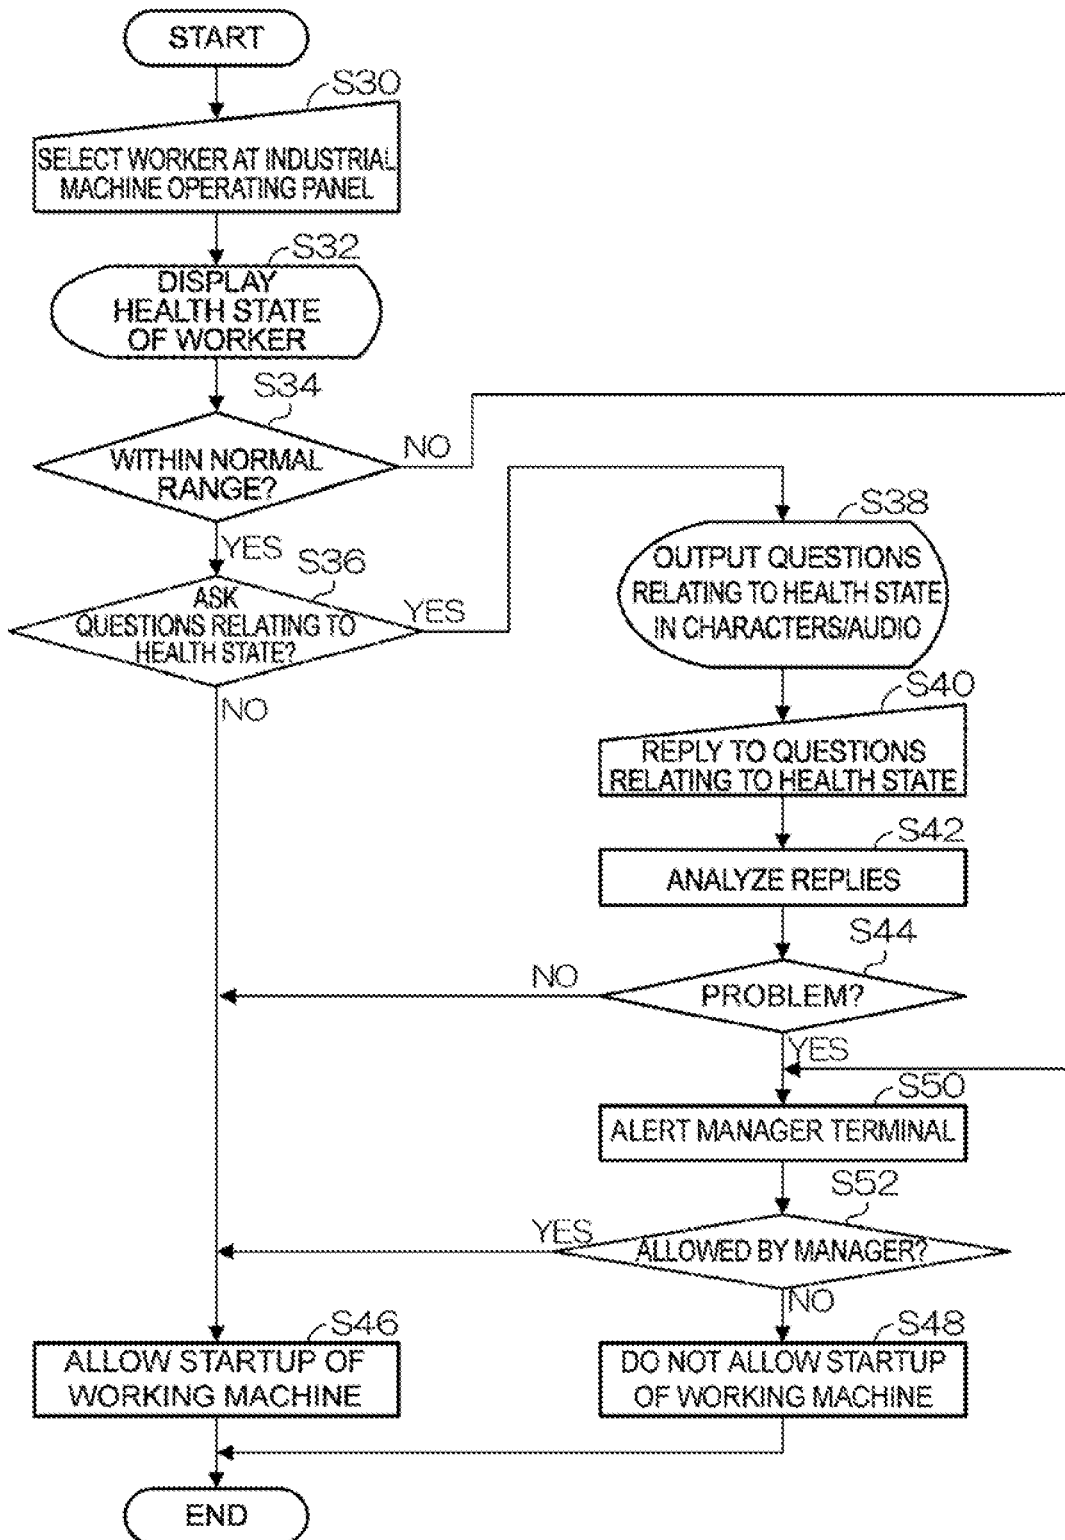 START
S30
SELECT WORKER AT INDUSTRIAL
MACHINE OPERATING PANEL
S32
DISPLAY
HEALTH STATE
OF WORKER
S34
WITHIN NORMAL
RANGE?
NO
YES
S36
ASK
QUESTIONS RELATING TO
HEALTH STATE?
YES
NO
S38
OUTPUT QUESTIONS
RELATING TO HEALTH STATE
IN CHARACTERS/AUDIO
S40
REPLY TO QUESTIONS
RELATING TO HEALTH STATE
S42
ANALYZE REPLIES
S44
PROBLEM?
NO
YES
S50
ALERT MANAGER TERMINAL
S52
ALLOWED BY MANAGER?
YES
NO
S46
ALLOW STARTUP OF
WORKING MACHINE
S48
DO NOT ALLOW STARTUP
OF WORKING MACHINE
END